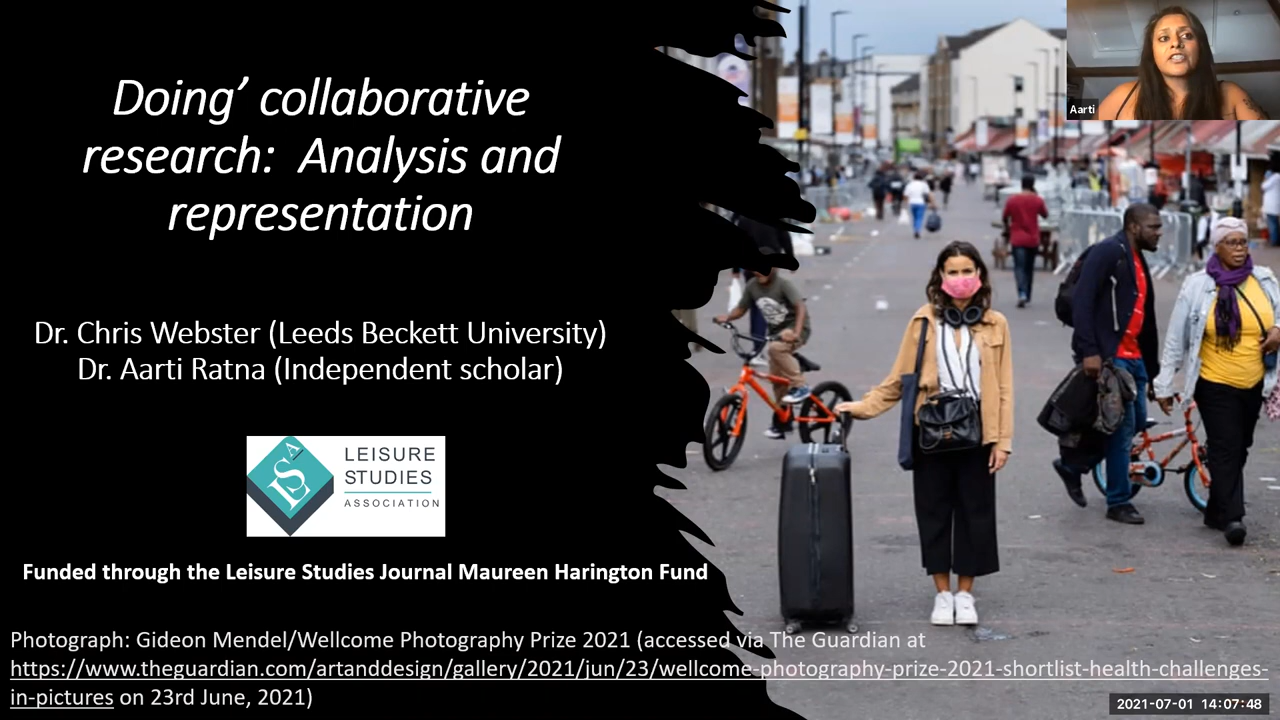 Doing’ collaborative
research:  Analysis and
representation
Dr. Chris Webster (Leeds Beckett University)
Dr. Aarti Ratna (Independent scholar)
LSA
LEISURE
STUDIES
ASSOCIATION
Funded through the Leisure Studies Journal Maureen Harington Fund
Photograph: Gideon Mendel/Wellcome Photography Prize 2021 (accessed via The Guardian at
https://www.theguardian.com/artanddesign/gallery/2021/jun/23/wellcome-photography-prize-2021-shortlist-health-challenges-
in-pictures on 23rd June, 2021)
Aarti
2021-07-01 14:07:48